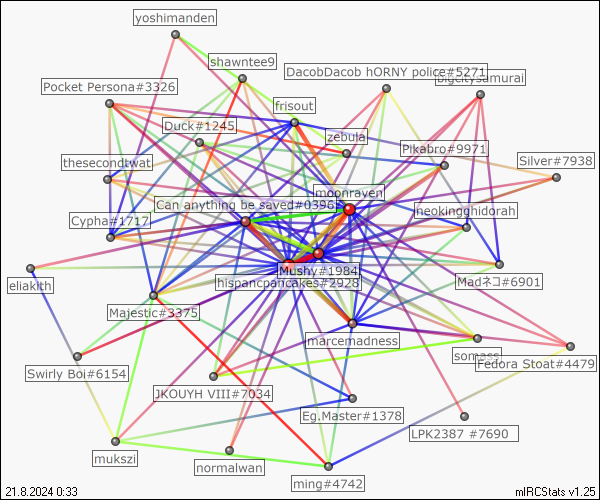 yoshimanden
shawntee9
DacobDacob hORNY police#5271
bigcitysamurai
Pocket Persona#3326
frisout
Duck#1245
zebula
Pikabro#9971
thesecondtwat
Silver#7938
moonraven
Can anything be saved#0396
neokingghidorah
Cypha#1717
Mushy#1984
eliakith
hispancpancakes#2928
Madネコ#6901
Majestic#3375
marcemadness
somass
Fedora Stoat#4479
Swirly Boi#6154
JKOUYH VIII#7034
Eg.Master#1378
LPK2387 #7690
mukszi
normalwan
ming#4742
21.8.2024 0:33
mIRCStats v1.25